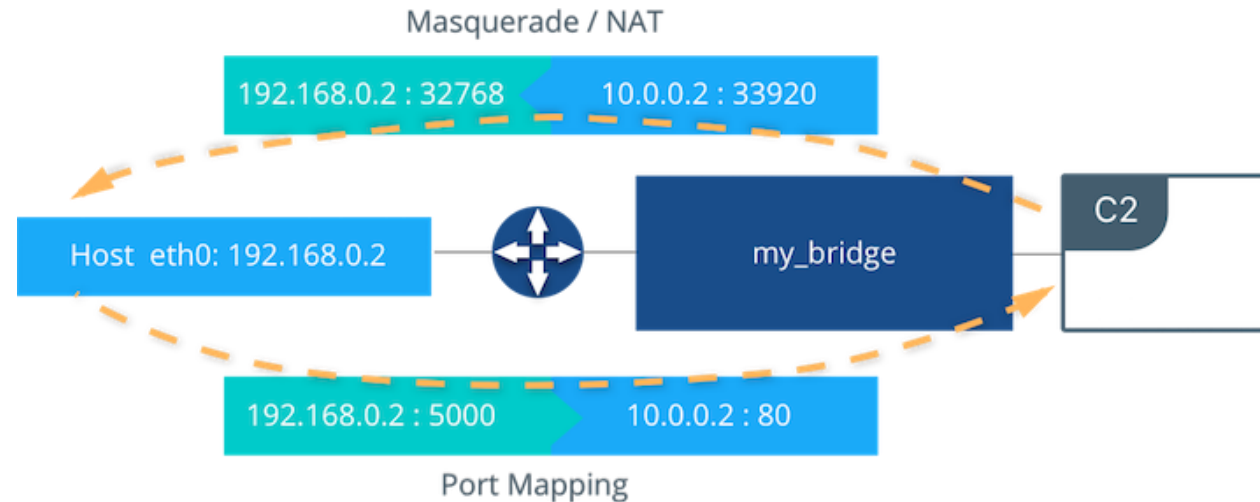 Masquerade / NAT
192.168.0.2 : 32768
10.0.0.2 : 33920
C2
Host eth0: 192.168.0.2
my_bridge
192.168.0.2 : 5000
10.0.0.2 : 80
Port Mapping